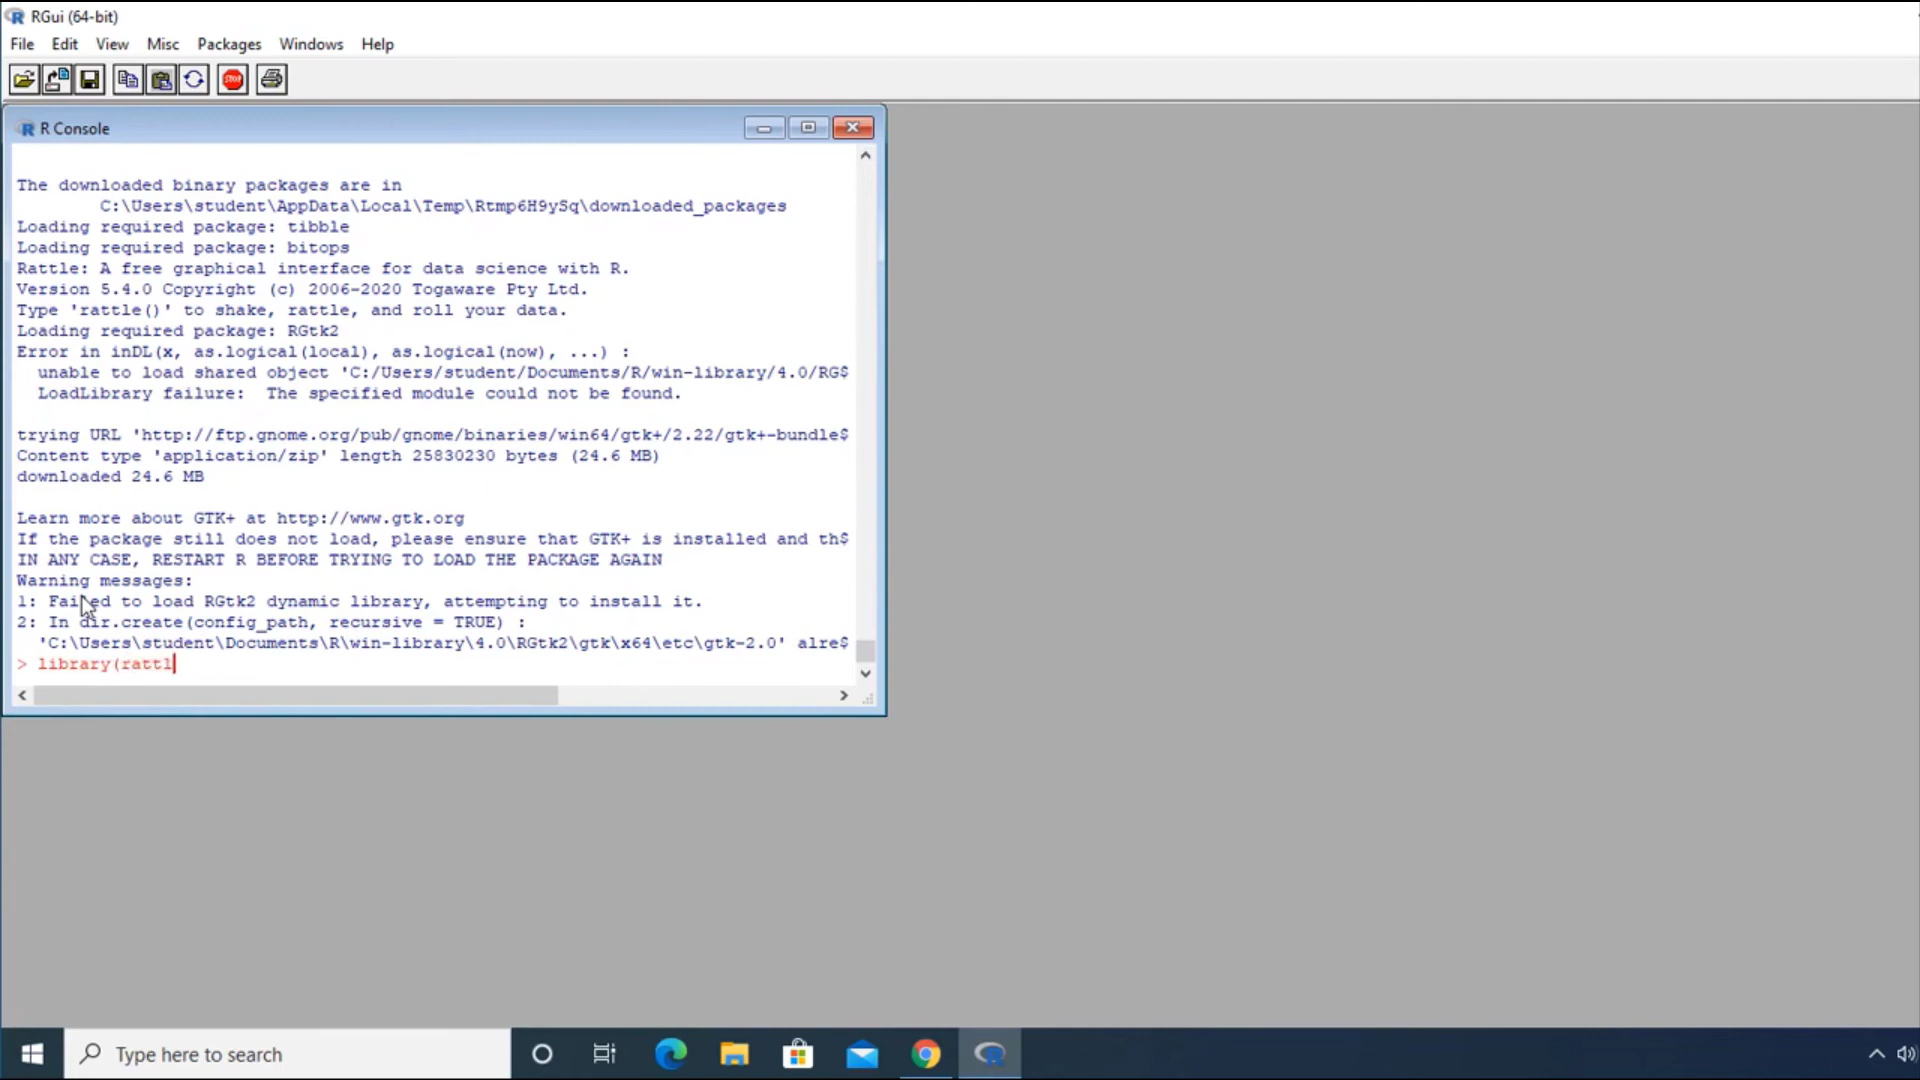 RGui (64-bit)
File Edit View Misc Packages Windows Help
STOP
R Console
The downloaded binary packages are in
C:\Users\student\AppData\Local\Temp\Rtmp6H9ySq\downloaded_packages
Loading required package: tibble
Loading required package: bitops
Rattle: A free graphical interface for data science with R.
Version 5.4.0 Copyright (c) 2006-2020 Togaware Pty Ltd.
Type 'rattle()' to shake, rattle, and roll your data.
Loading required package: RGtk2
Error in inDL(x, as.logical(local), as.logical(now), ...) :
unable to load shared object 'C:/Users/student/Documents/R/win-library/4.0/RG$
LoadLibrary failure:  The specified module could not be found.
trying URL 'http://ftp.gnome.org/pub/gnome/binaries/win64/gtk+/2.22/gtk+-bundle$
Content type 'application/zip' length 25830230 bytes (24.6 MB)
downloaded 24.6 MB
Learn more about GTK+ at http://www.gtk.org
If the package still does not load, please ensure that GTK+ is installed and th$
IN ANY CASE, RESTART R BEFORE TRYING TO LOAD THE PACKAGE AGAIN
Warning messages:
1: Failed to load RGtk2 dynamic library, attempting to install it.
2: In dir.create(config_path, recursive = TRUE) :
'C:\Users\student\Documents\R\win-library\4.0\RGtk2\gtk\x64\etc\gtk-2.0' alre$
> library(rattl
Type here to search